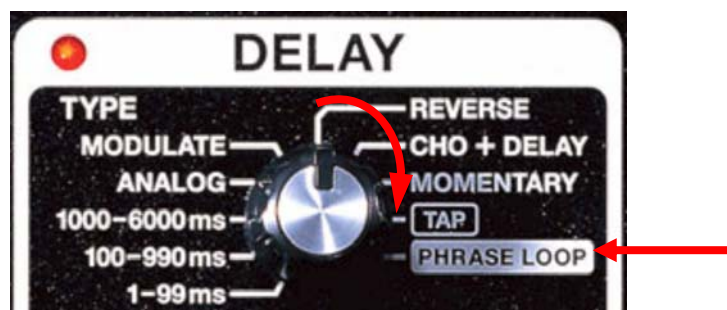 DELAY
TYPE
MODULATE
ANALOG
1000-6000ms
100-990ms
1-99ms
REVERSE
CHO + DELAY
MOMENTARY
TAP
PHRASE LOOP